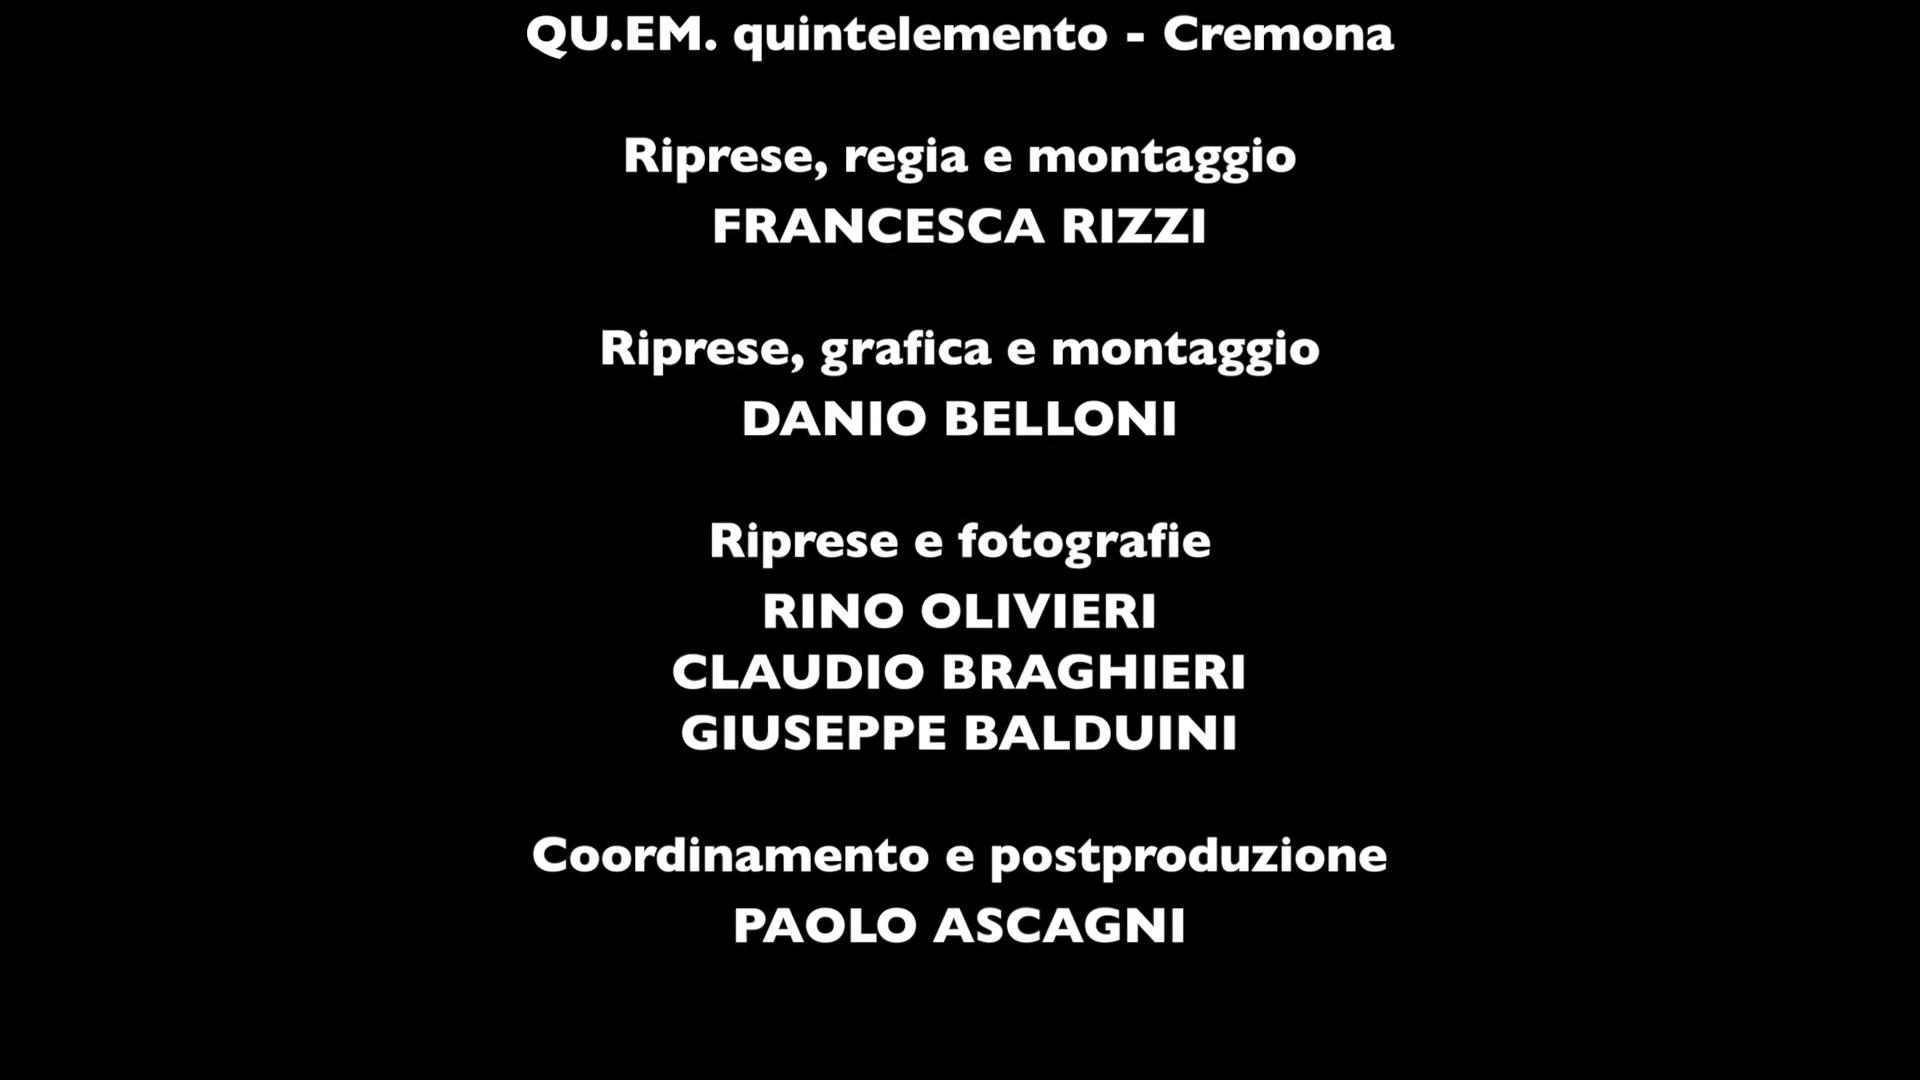 QU.EM. quintelemento - Cremona
Riprese, regia e montaggio
FRANCESCA RIZZI
Riprese, grafica e montaggio
DANIO BELLONI
Riprese e fotografie
RINO OLIVIERI
CLAUDIO BRAGHIERI
GIUSEPPE BALDUINI
Coordinamento e postproduzione
PAOLO ASCAGNI